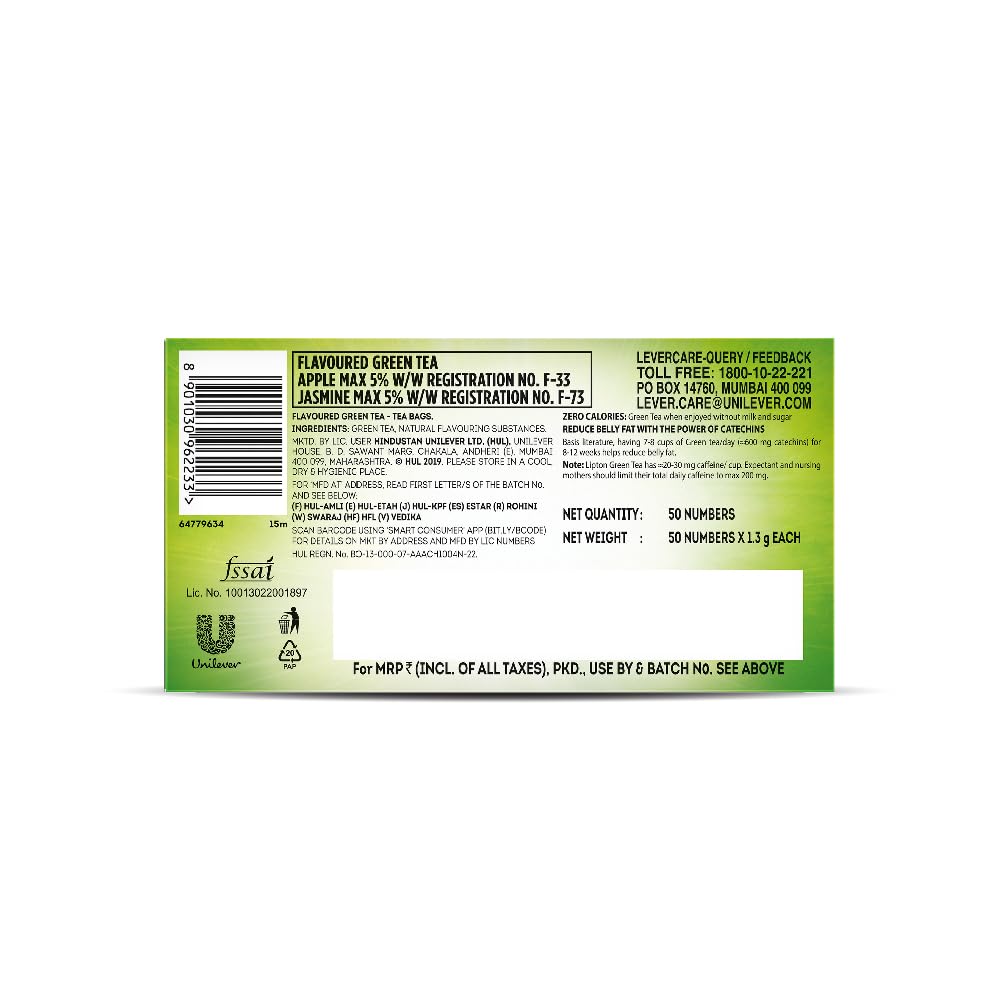 8 901030 962233 >
64779634 15m
fssai
Lic. No. 10013022001897
Unilever
20
PAP
FLAVOURED GREEN TEA
APPLE MAX 5% W/W REGISTRATION NO. F-33
JASMINE MAX 5% W/W REGISTRATION NO. F-73
FLAVOURED GREEN TEA - TEA BAGS.
INGREDIENTS: GREEN TEA, NATURAL FLAVOURING SUBSTANCES.
MKTD. BY LIC. USER HINDUSTAN UNILEVER LTD. (HUL), UNILEVER
HOUSE, B. D. SAWANT MARG, CHAKALA, ANDHERI (E), MUMBAI
400 099, MAHARASHTRA. © HUL 2019. PLEASE STORE IN A COOL,
DRY & HYGIENIC PLACE.
FOR 'MFD AT' ADDRESS, READ FIRST LETTER/S OF THE BATCH No.
AND SEE BELOW:
(F) HUL-AMLI (E) HUL-ETAH (J) HUL-KPF (ES) ESTAR (R) ROHINI
(W) SWARAJ (HF) HFL (V) VEDIKA
SCAN BARCODE USING 'SMART CONSUMER' APP (BIT.LY/BCODE)
FOR DETAILS ON MKT BY ADDRESS AND MFD BY LIC NUMBERS
HUL REGN. No. BO-13-000-07-AAACH1004N-22.
LEVERCARE-QUERY / FEEDBACK
TOLL FREE: 1800-10-22-221
PO BOX 14760, MUMBAI 400 099
LEVER.CARE@UNILEVER.COM
ZERO CALORIES: Green Tea when enjoyed without milk and sugar
REDUCE BELLY FAT WITH THE POWER OF CATECHINS
Basis literature, having 7-8 cups of Green tea/day (≈600 mg catechins) for
8-12 weeks helps reduce belly fat.
Note: Lipton Green Tea has ≈20-30 mg caffeine/ cup. Expectant and nursing
mothers should limit their total daily caffeine to max 200 mg.
NET QUANTITY : 50 NUMBERS
NET WEIGHT : 50 NUMBERS X 1.3 g EACH
For MRP ₹ (INCL. OF ALL TAXES), PKD., USE BY & BATCH No. SEE ABOVE